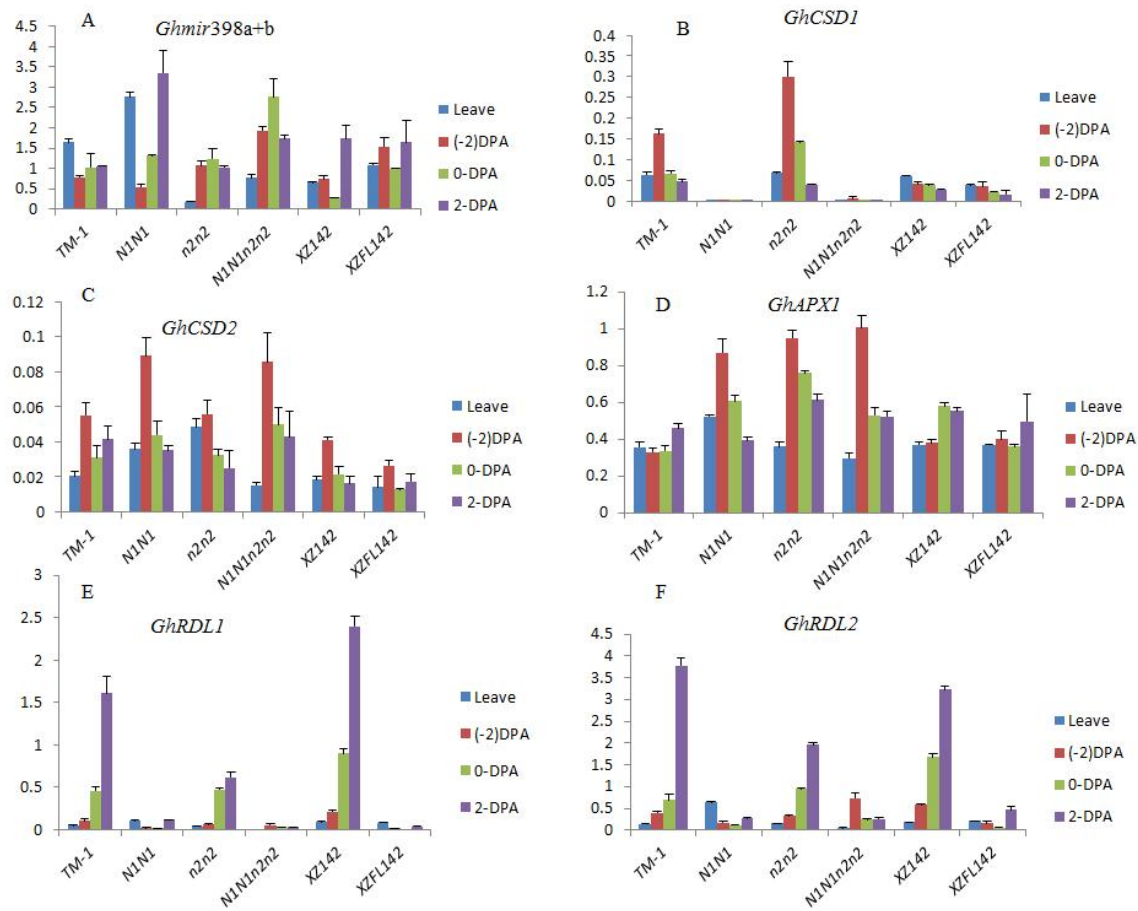 A
Ghmir398a+b
4.5
4
3.5
3
2.5
2
1.5
1
0.5
0
TM-1
N1N1
n2n2
N1N1n2n2
XZ142
XZFL142
Leave
(-2)DPA
0-DPA
2-DPA
B
GhCSD1
0.4
0.35
0.3
0.25
0.2
0.15
0.1
0.05
0
TM-1
N1N1
n2n2
N1N1n2n2
XZ142
XZFL142
Leave
(-2)DPA
0-DPA
2-DPA
C
GhCSD2
0.12
0.1
0.08
0.06
0.04
0.02
0
TM-1
N1N1
n2n2
N1N1n2n2
XZ142
XZFL142
Leave
(-2)DPA
0-DPA
2-DPA
D
GhAPX1
1.2
1
0.8
0.6
0.4
0.2
0
TM-1
N1N1
n2n2
N1N1n2n2
XZ142
XZFL142
Leave
(-2)DPA
0-DPA
2-DPA
E
GhRDL1
3
2.5
2
1.5
1
0.5
0
TM-1
N1N1
n2n2
N1N1n2n2
XZ142
XZFL142
Leave
(-2)DPA
0-DPA
2-DPA
F
GhRDL2
4.5
4
3.5
3
2.5
2
1.5
1
0.5
0
TM-1
N1N1
n2n2
N1N1n2n2
XZ142
XZFL142
Leave
(-2)DPA
0-DPA
2-DPA